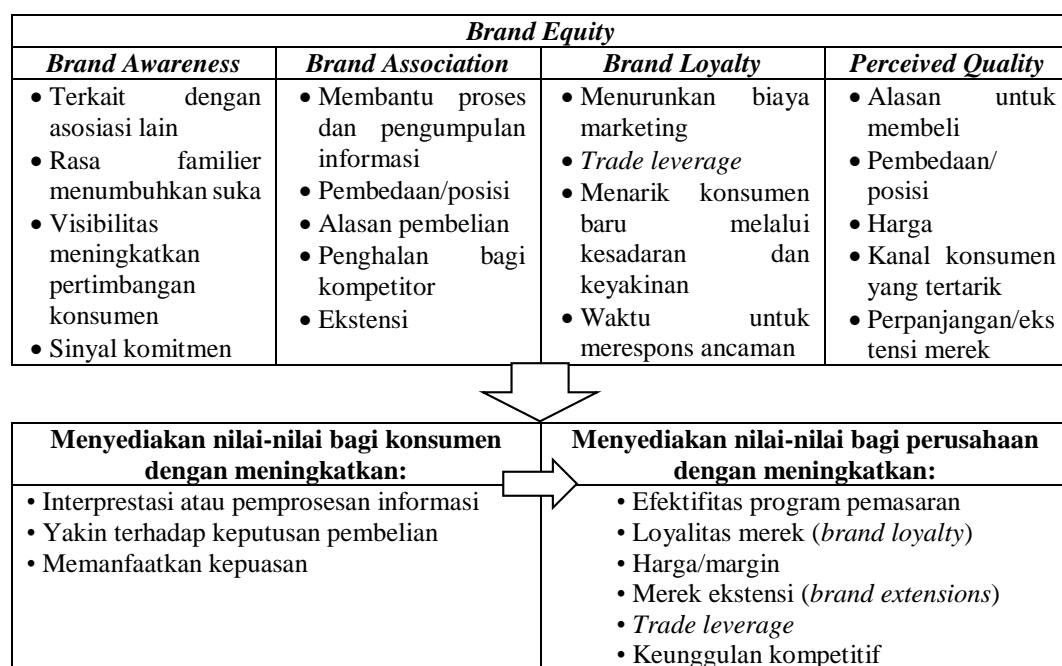 Brand Equity
Brand Awareness
• Terkait dengan
asosiasi lain
• Rasa familier
menumbuhkan suka
• Visibilitas
meningkatkan
pertimbangan
konsumen
• Sinyal komitmen
Brand Association
• Membantu proses
dan pengumpulan
informasi
• Pembedaan/posisi
• Alasan pembelian
• Penghalan bagi
kompetitor
• Ekstensi
Brand Loyalty
• Menurunkan biaya
marketing
• Trade leverage
• Menarik konsumen
baru melalui
kesadaran dan
keyakinan
• Waktu untuk
merespons ancaman
Perceived Quality
• Alasan untuk
membeli
• Pembedaan/
posisi
• Harga
• Kanal konsumen
yang tertarik
• Perpanjangan/eks
tensi merek
Menyediakan nilai-nilai bagi konsumen
dengan meningkatkan:
• Interprestasi atau pemprosesan informasi
• Yakin terhadap keputusan pembelian
• Memanfaatkan kepuasan
Menyediakan nilai-nilai bagi perusahaan
dengan meningkatkan:
• Efektifitas program pemasaran
• Loyalitas merek (brand loyalty)
• Harga/margin
• Merek ekstensi (brand extensions)
• Trade leverage
• Keunggulan kompetitif